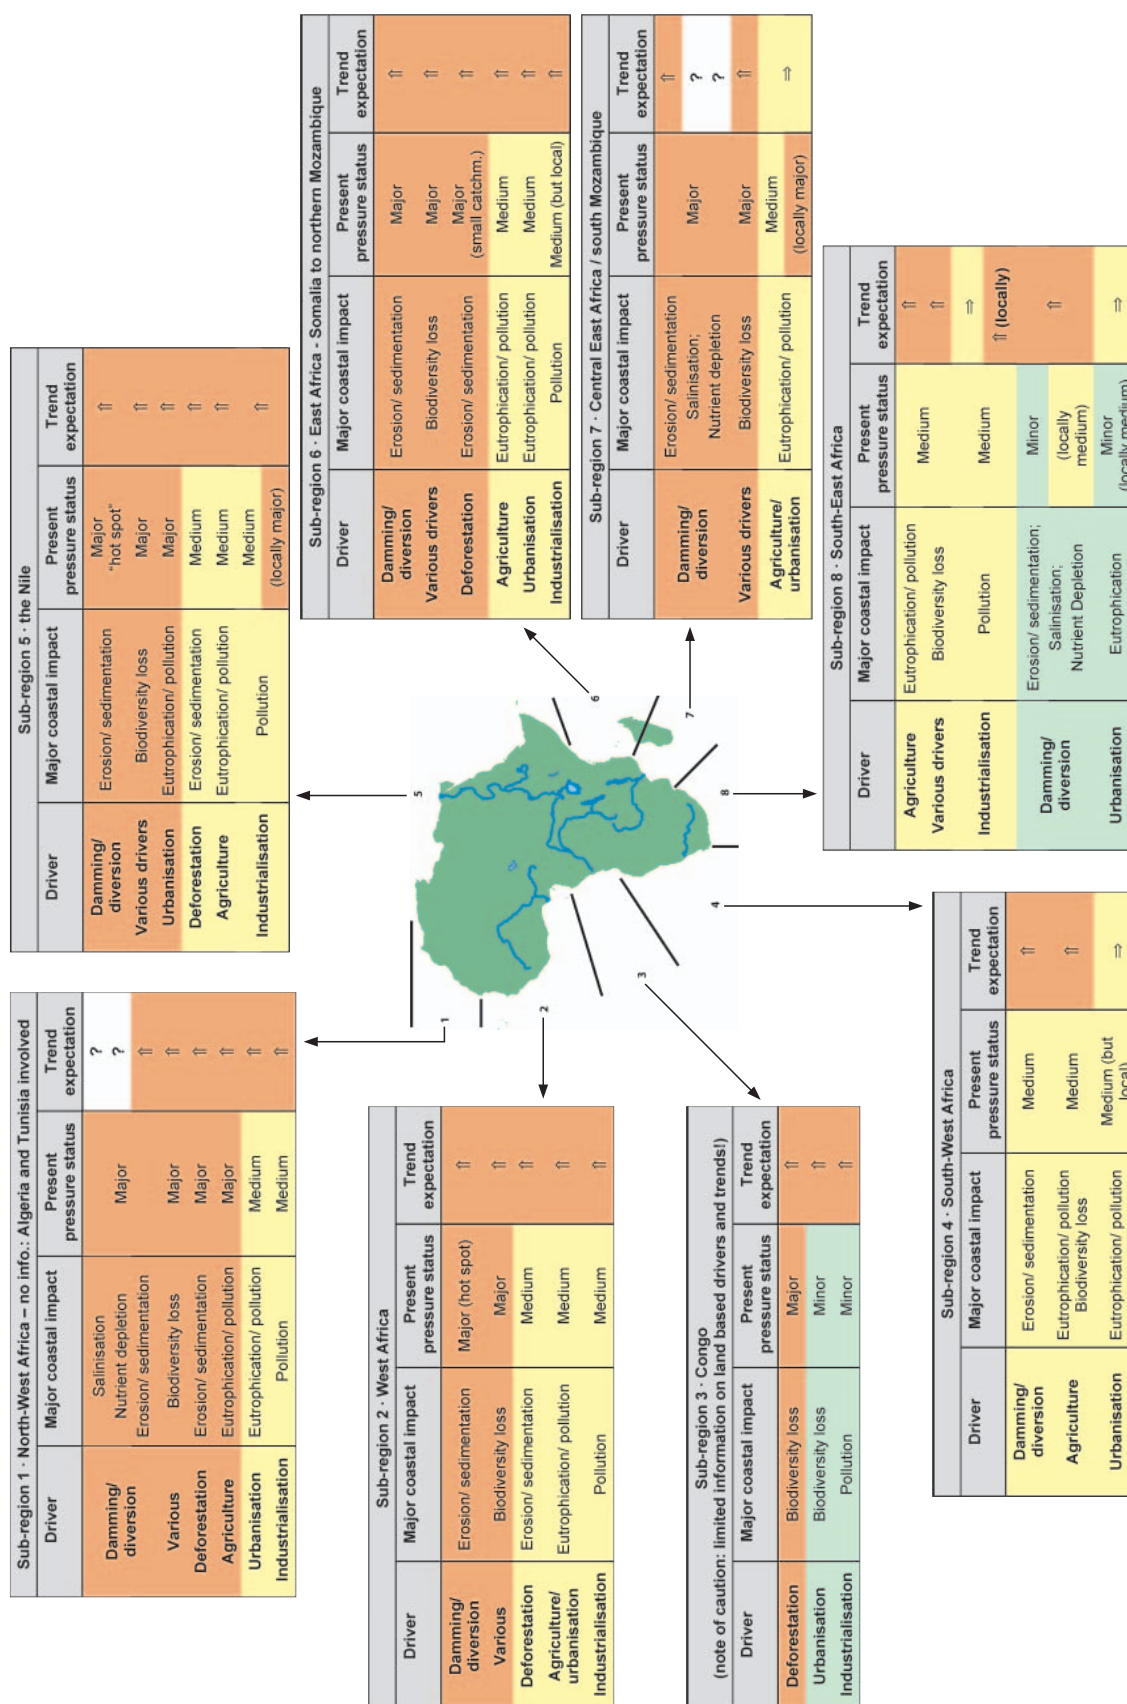 Sub-region 1 · North-West Africa – no info.: Algeria and Tunisia involved
Driver Major coastal impact Present pressure status Trend expectation
Damming/ diversion Salinisation Major ?
Nutrient depletion ?
Erosion/ sedimentation ⇑
Various Biodiversity loss Major ⇑
Deforestation Erosion/ sedimentation Major ⇑
Agriculture Eutrophication/ pollution Major ⇑
Urbanisation Eutrophication/ pollution Medium ⇑
Industrialisation Pollution Medium ⇑
Sub-region 5 · the Nile
Driver Major coastal impact Present pressure status Trend expectation
Damming/ diversion Erosion/ sedimentation Major "hot spot" ⇑
Various drivers Biodiversity loss Major ⇑
Urbanisation Eutrophication/ pollution Major ⇑
Deforestation Erosion/ sedimentation Medium ⇑
Agriculture Eutrophication/ pollution Medium ⇑
Industrialisation Pollution Medium (locally major) ⇑
Sub-region 2 · West Africa
Driver Major coastal impact Present pressure status Trend expectation
Damming/ diversion Erosion/ sedimentation Major (hot spot) ⇑
Various Biodiversity loss Major ⇑
Deforestation Erosion/ sedimentation Medium ⇑
Agriculture/ urbanisation Eutrophication/ pollution Medium ⇑
Industrialisation Pollution Medium ⇑
1
2
3
4
5
6
7
8
Sub-region 6 · East Africa - Somalia to northern Mozambique
Driver Major coastal impact Present pressure status Trend expectation
Damming/ diversion Erosion/ sedimentation Major ⇑
Various drivers Biodiversity loss Major ⇑
Deforestation Erosion/ sedimentation Major (small catchm.) ⇑
Agriculture Eutrophication/ pollution Medium ⇑
Urbanisation Eutrophication/ pollution Medium ⇑
Industrialisation Pollution Medium (but local) ⇑
Sub-region 7 · Central East Africa / south Mozambique
Driver Major coastal impact Present pressure status Trend expectation
Damming/ diversion Erosion/ sedimentation Major ⇑
Salinisation; ?
Nutrient depletion ?
Various drivers Biodiversity loss Major ⇑
Agriculture/ urbanisation Eutrophication/ pollution Medium (locally major) ⇒
Sub-region 3 · Congo
(note of caution: limited information on land based drivers and trends!)
Driver Major coastal impact Present pressure status Trend expectation
Deforestation Biodiversity loss Major ⇑
Urbanisation Biodiversity loss Minor ⇑
Industrialisation Pollution Minor ⇑
Sub-region 4 · South-West Africa
Driver Major coastal impact Present pressure status Trend expectation
Damming/ diversion Erosion/ sedimentation Medium ⇑
Agriculture Eutrophication/ pollution Biodiversity loss Medium ⇑
Urbanisation Eutrophication/ pollution Medium (but local) ⇒
Sub-region 8 · South-East Africa
Driver Major coastal impact Present pressure status Trend expectation
Agriculture Eutrophication/ pollution Medium ⇑
Various drivers Biodiversity loss ⇑
Industrialisation Pollution Medium ⇒
⇑ (locally)
Damming/ diversion Erosion/ sedimentation; Salinisation; Nutrient Depletion Minor (locally medium) ⇑
Urbanisation Eutrophication Minor (locally medium) ⇒